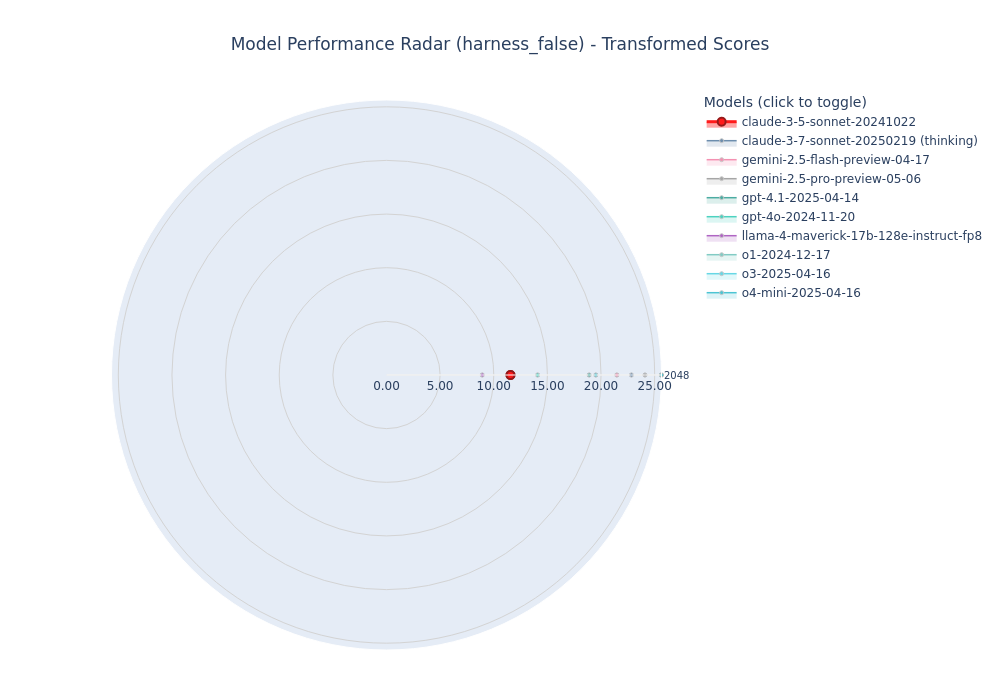 Model Performance Radar (harness_false) - Transformed Scores
Models (click to toggle)
claude-3-5-sonnet-20241022
claude-3-7-sonnet-20250219 (thinking)
gemini-2.5-flash-preview-04-17
gemini-2.5-pro-preview-05-06
gpt-4.1-2025-04-14
gpt-4o-2024-11-20
llama-4-maverick-17b-128e-instruct-fp8
o1-2024-12-17
o3-2025-04-16
o4-mini-2025-04-16
2048
0.00 5.00 10.00 15.00 20.00 25.00